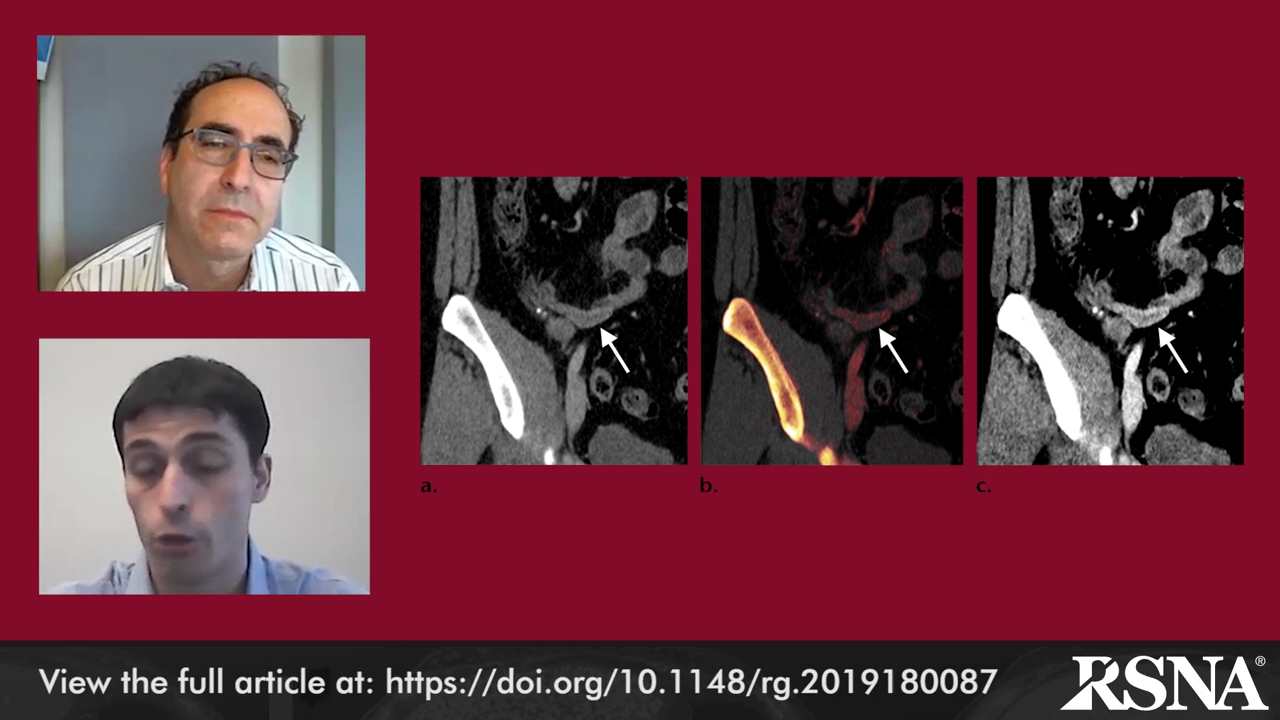 a.
b.
c.
View the full article at: https://doi.org/10.1148/rg.2019180087
RSNA®